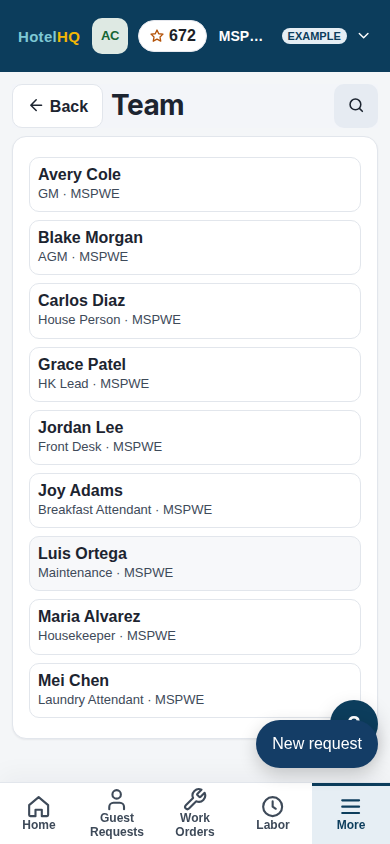 HotelHQ AC 672 MSP... EXAMPLE
Back Team
Avery Cole
GM · MSPWE
Blake Morgan
AGM · MSPWE
Carlos Diaz
House Person · MSPWE
Grace Patel
HK Lead · MSPWE
Jordan Lee
Front Desk · MSPWE
Joy Adams
Breakfast Attendant · MSPWE
Luis Ortega
Maintenance · MSPWE
Maria Alvarez
Housekeeper · MSPWE
Mei Chen
Laundry Attendant · MSPWE
New request
Home
Guest
Requests
Work
Orders
Labor
More